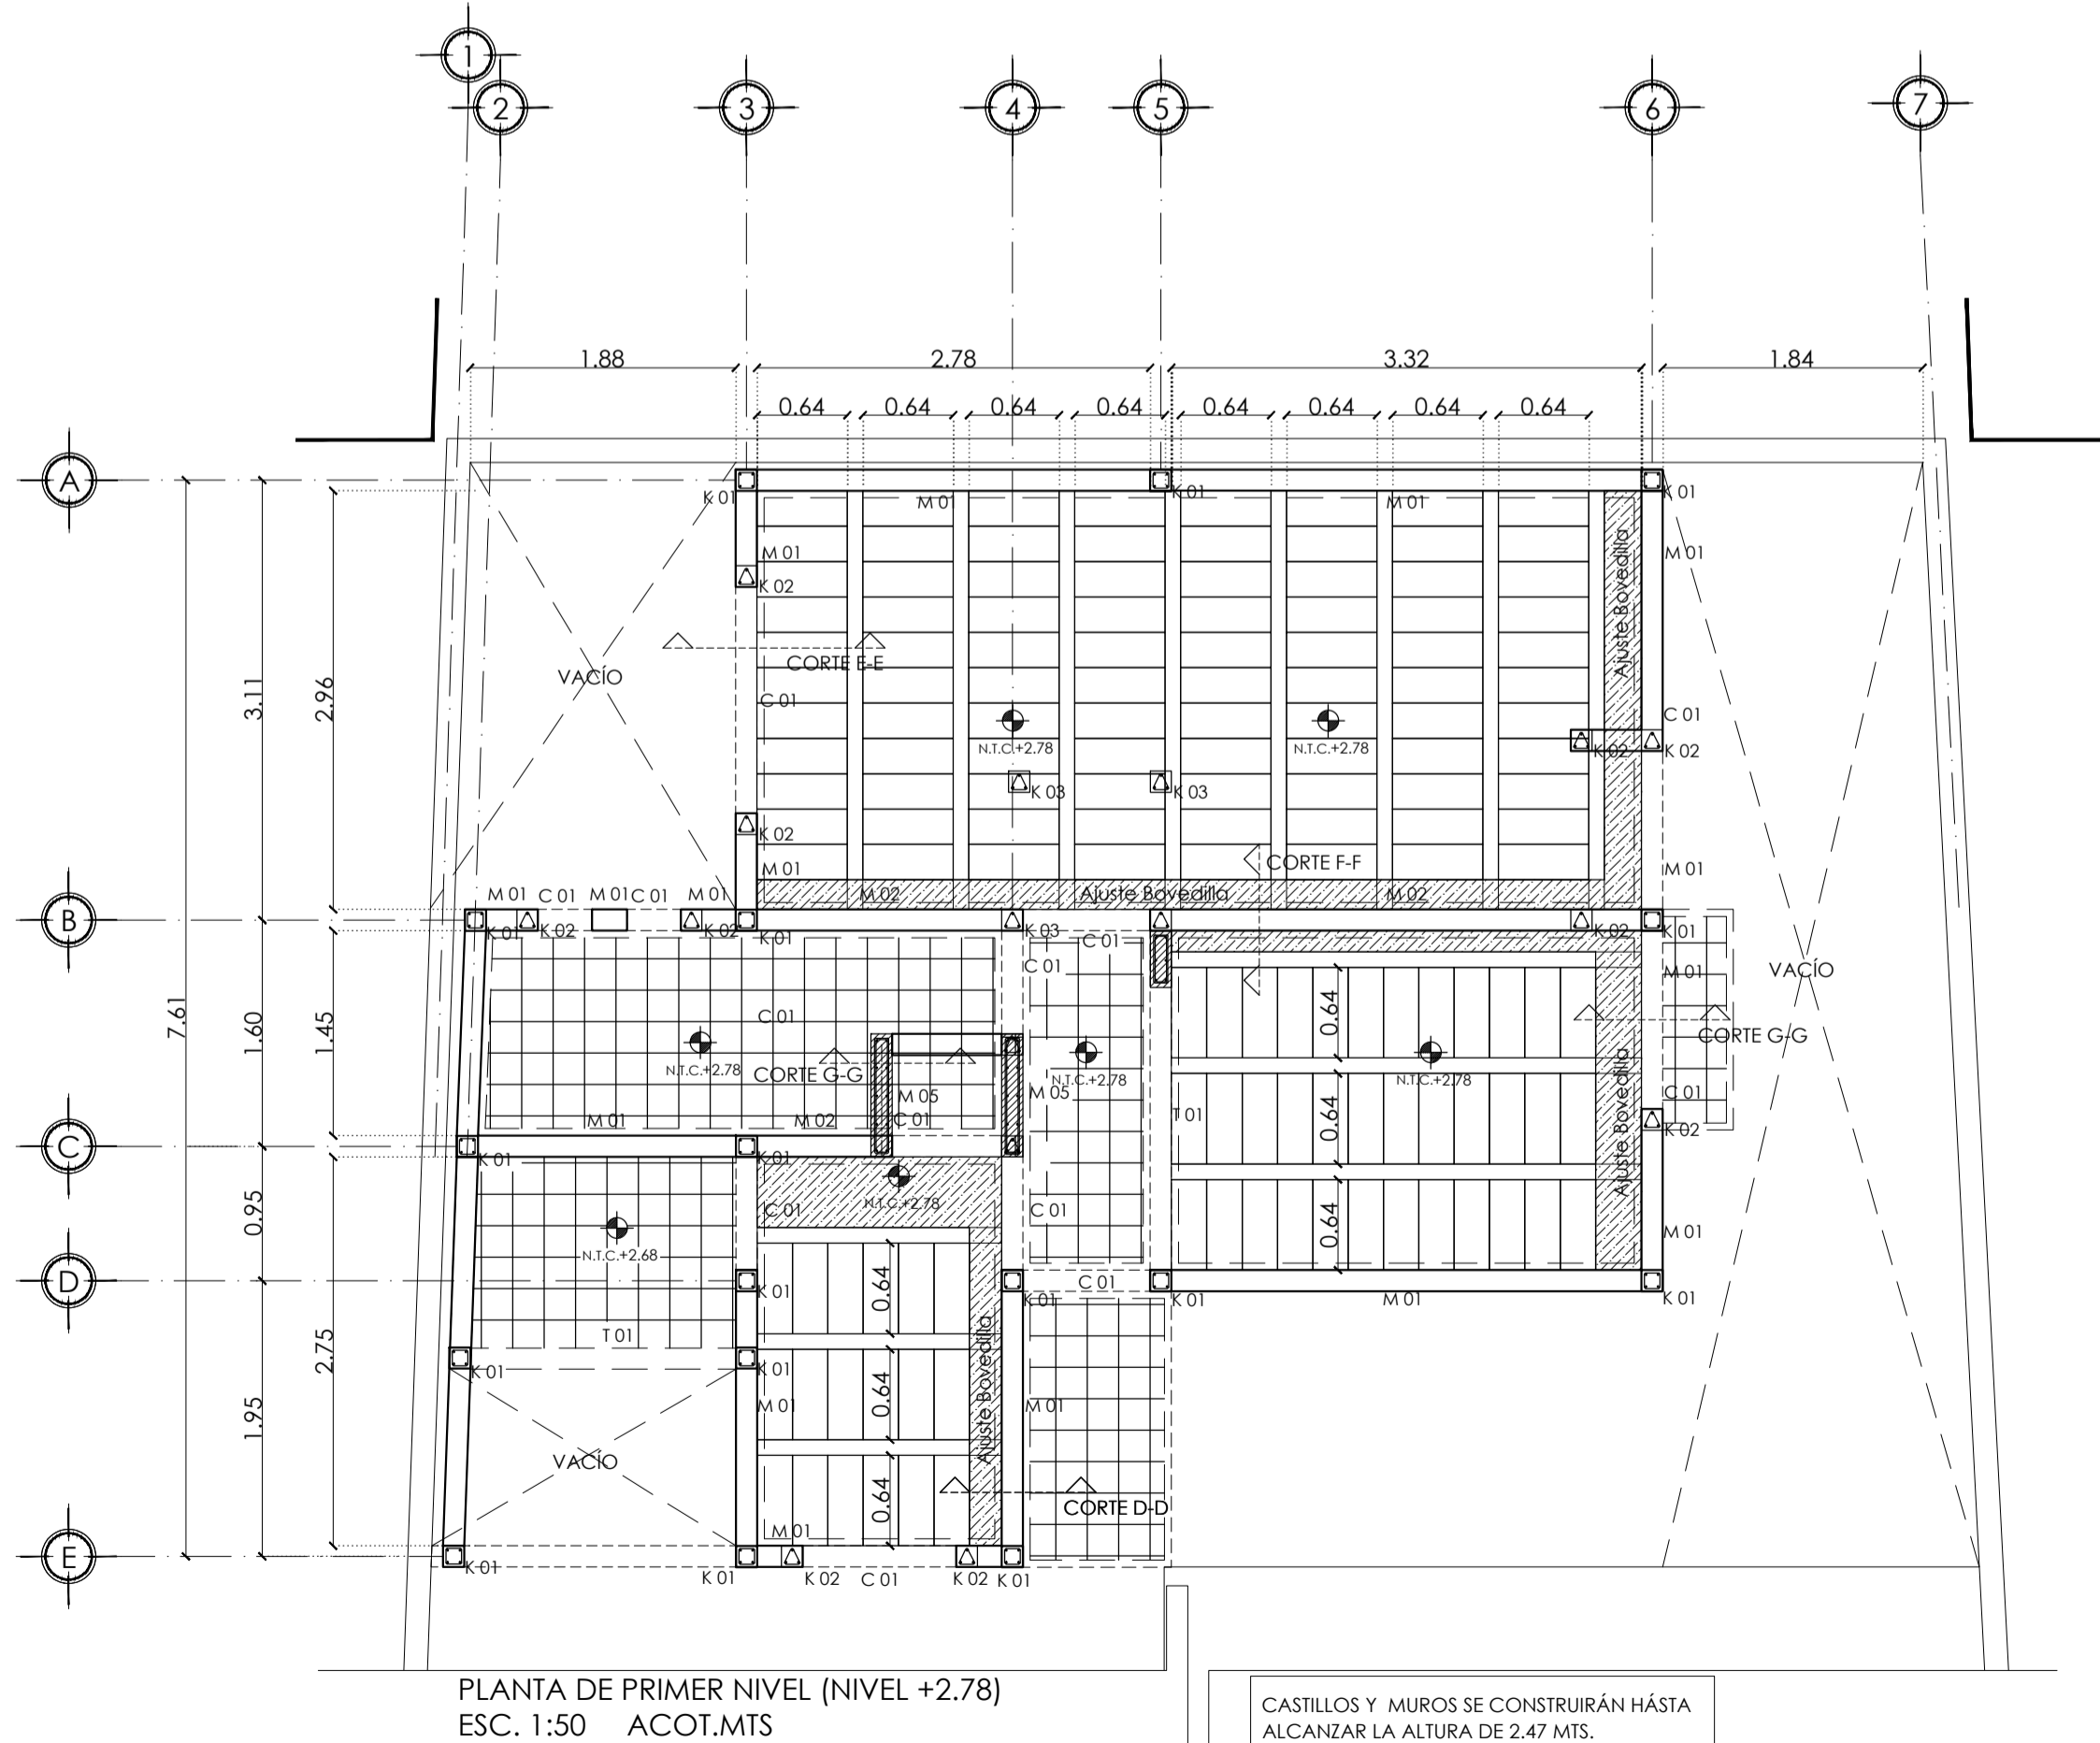 1
2
3
4
5
6
7
1.88
2.78
3.32
1.84
0.64
0.64
0.64
0.64
0.64
0.64
0.64
0.64
A
K 01
M 01
K 01
M 01
K 01
M 01
K 02
M 01
Ajuste Bovedilla
CORTE E-E
VACÍO
3.11
2.96
C 01
C 01
N.T.C.+2.78
N.T.C.+2.78
K 02
K 02
K 03
K 03
K 02
CORTE F-F
M 01
M 01
M 01
C 01
M 01
C 01
M 01
M 02
Ajuste Bovedilla
M 02
B
K 01
K 02
K 02
K 01
K 03
C 01
K 02
K 01
C 01
M 01
VACÍO
7.61
1.60
1.45
C 01
0.64
CORTE G-G
N.T.C.+2.78
CORTE G-G
N.T.C.+2.78
N.T.C.+2.78
M 05
M 05
C 01
M 01
M 02
C 01
T 01
0.64
K 02
Ajuste Bovedilla
C
K 01
K 01
0.95
N.T.C.+2.78
C 01
C 01
0.64
M 01
N.T.C.+2.68
D
K 01
0.64
K 01
C 01
K 01
M 01
K 01
T 01
2.75
K 01
K 01
Ajuste Bovedilla
1.95
M 01
0.64
M 01
VACÍO
0.64
CORTE D-D
M 01
E
K 01
K 01
K 02
C 01
K 02
K 01
PLANTA DE PRIMER NIVEL (NIVEL +2.78)
ESC. 1:50 ACOT.MTS
CASTILLOS Y MUROS SE CONSTRUIRÁN HÁSTA
ALCANZAR LA ALTURA DE 2.47 MTS.